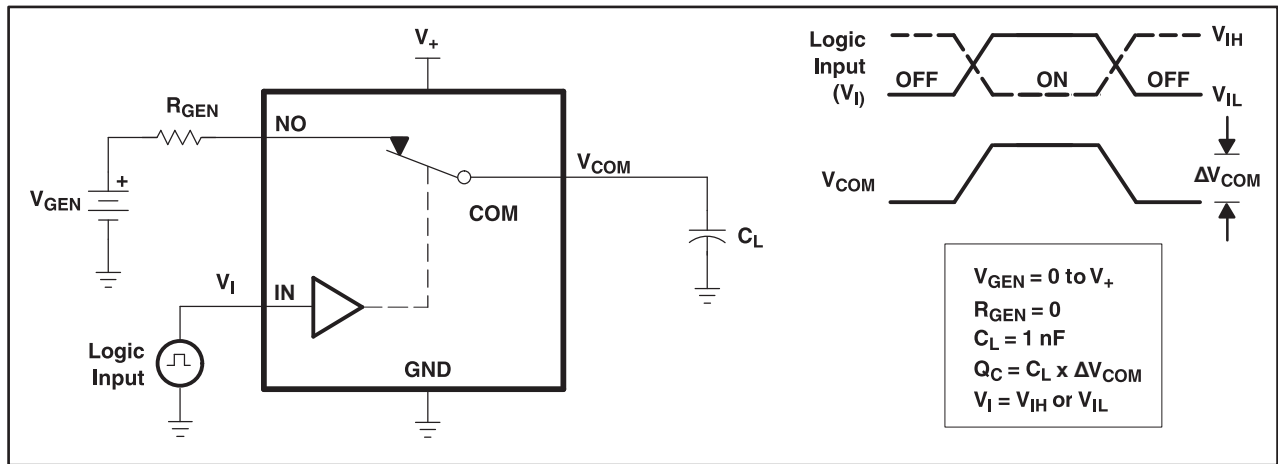 V+
RGEN
NO
VCOM
VGEN
+
COM
CL
VI
IN
Logic
Input
GND
Logic
Input
(VI)
OFF
ON
OFF
VIH
VIL
VCOM
ΔVCOM
VGEN = 0 to V+
RGEN = 0
CL = 1 nF
QC = CL x ΔVCOM
VI = VIH or VIL